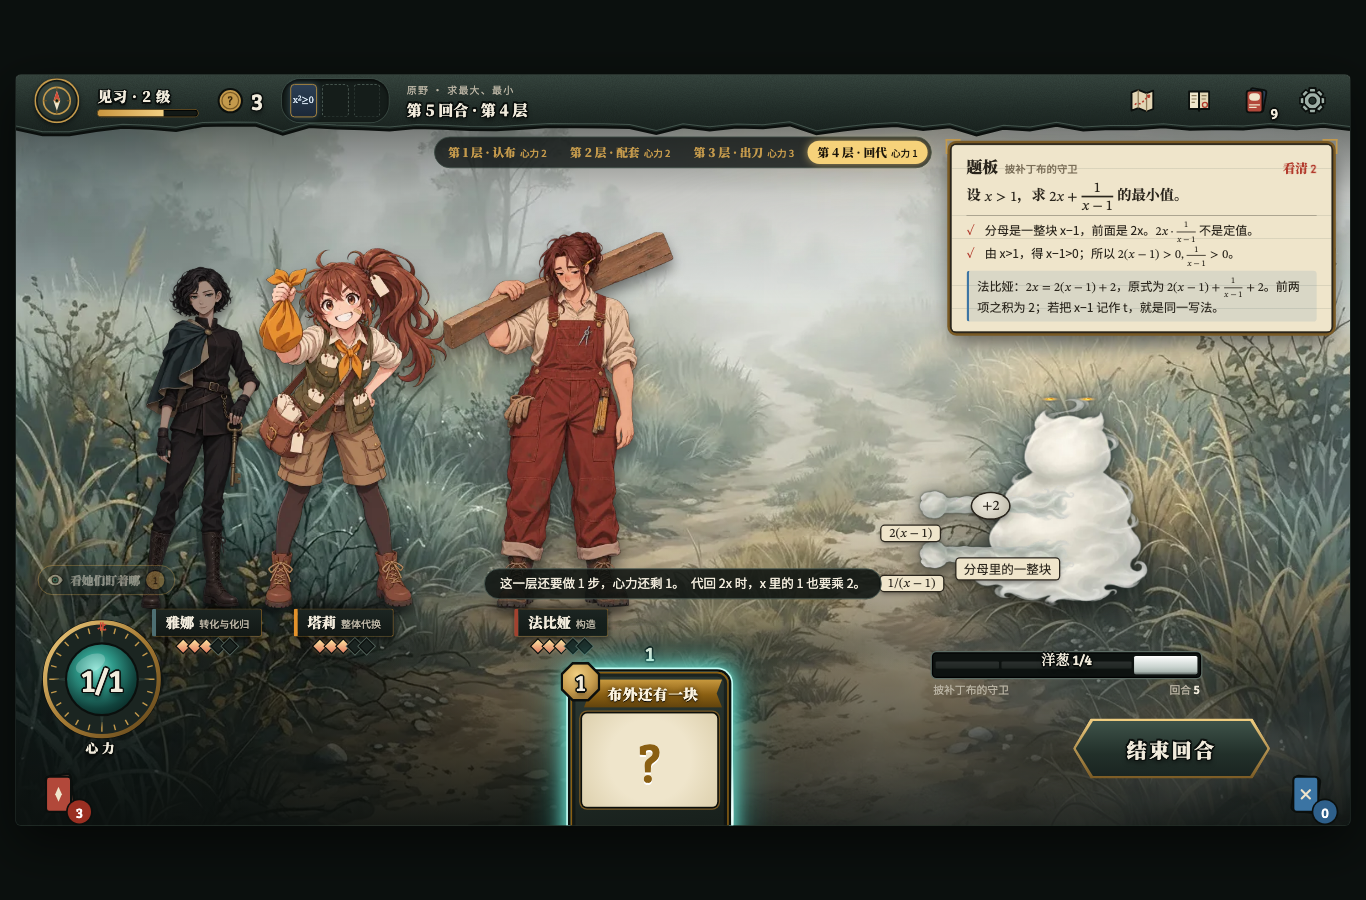 见习·2 级
?
3
x²≥0
原野 · 求最大、最小
第 5 回合·第 4 层
9
第 1 层·认布 心力 2
第 2 层·配套 心力 2
第 3 层·出刀 心力 3
第 4 层·回代 心力 1
题板 披补丁布的守卫
看清 2
设 x > 1，求 2x + 1/(x − 1) 的最小值。
√ 分母是一整块 x−1，前面是 2x。2x · 1/(x−1) 不是定值。
√ 由 x>1，得 x−1>0；所以 2(x − 1) > 0, 1/(x−1) > 0。
法比娅：2x = 2(x − 1) + 2，原式为 2(x − 1) + 1/(x−1) + 2。前两
项之积为 2；若把 x−1 记作 t，就是同一写法。
+2
2(x − 1)
分母里的一整块
1/(x − 1)
看她们盯着哪 1
这一层还要做 1 步，心力还剩 1。 代回 2x 时，x 里的 1 也要乘 2。
雅娜 转化与化归
塔莉 整体代换
法比娅 构造
1/1
心力
3
1
1
布外还有一块
?
洋葱 1/4
披补丁布的守卫
回合 5
结束回合
0